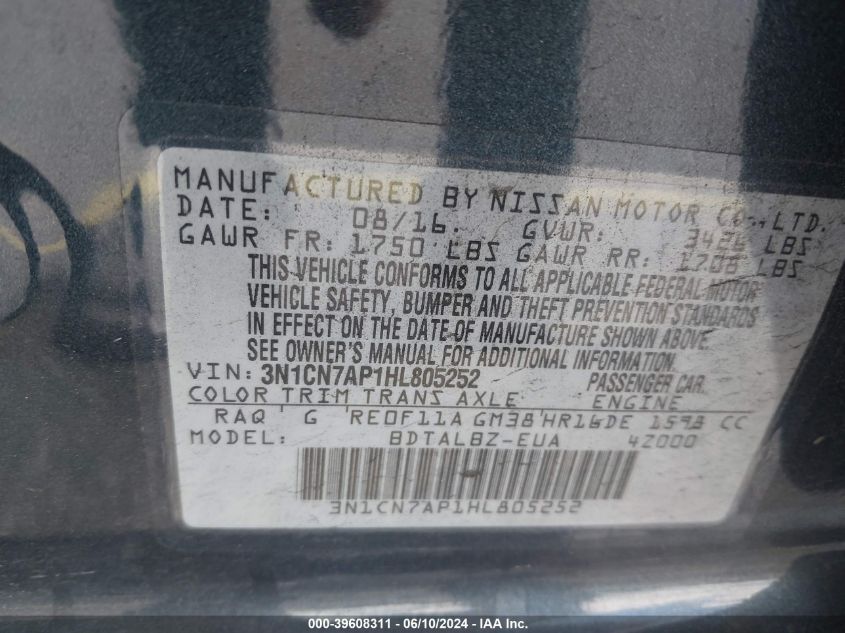 MANUFACTURED BY NISSAN MOTOR CO., LTD.
DATE: 08/16. GVWR: 3426 LBS
GAWR FR: 1750 LBS GAWR RR: 1708 LBS
THIS VEHICLE CONFORMS TO ALL APPLICABLE FEDERAL MOTOR
VEHICLE SAFETY, BUMPER AND THEFT PREVENTION STANDARDS
IN EFFECT ON THE DATE OF MANUFACTURE SHOWN ABOVE.
SEE OWNER'S MANUAL FOR ADDITIONAL INFORMATION.
VIN: 3N1CN7AP1HL805252 PASSENGER CAR
COLOR TRIM TRANS AXLE ENGINE
RAQ G RE0F11A GM38 HR16DE 1598 CC
MODEL: BDTALBZ-EUA 4Z000
3N1CN7AP1HL805252
000-39608311 - 06/10/2024 - IAA Inc.